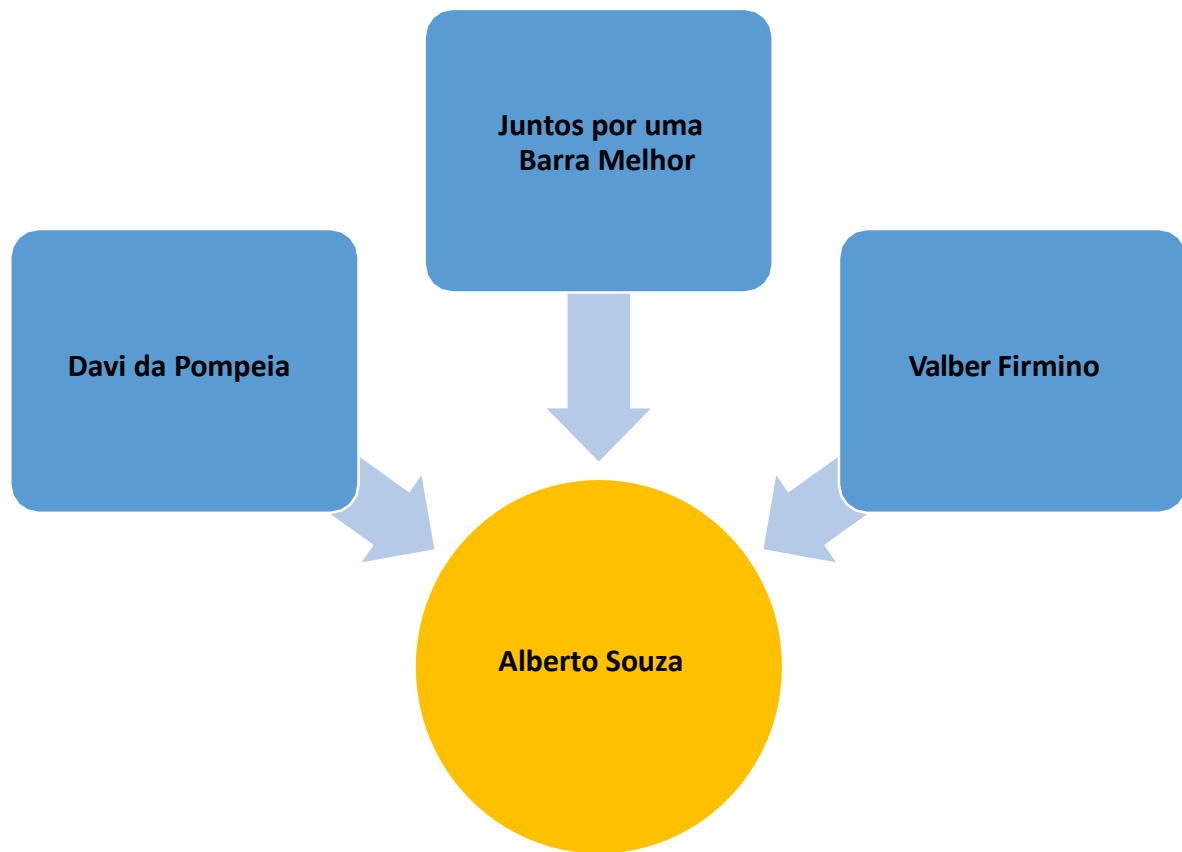 Juntos por uma
Barra Melhor
Davi da Pompeia
Valber Firmino
Alberto Souza